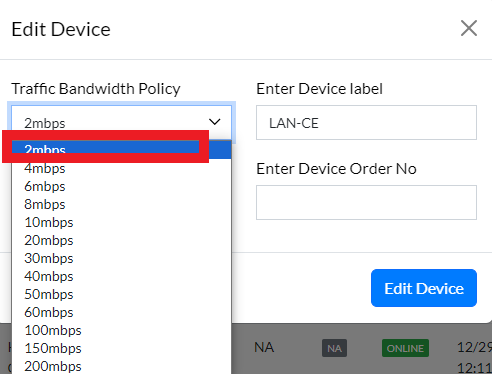 Edit Device
Traffic Bandwidth Policy
2mbps
2mbps
4mbps
6mbps
8mbps
10mbps
20mbps
30mbps
40mbps
50mbps
60mbps
100mbps
150mbps
200mbps
Enter Device label
LAN-CE
Enter Device Order No
Edit Device
NA
NA
ONLINE
12/29
12:11